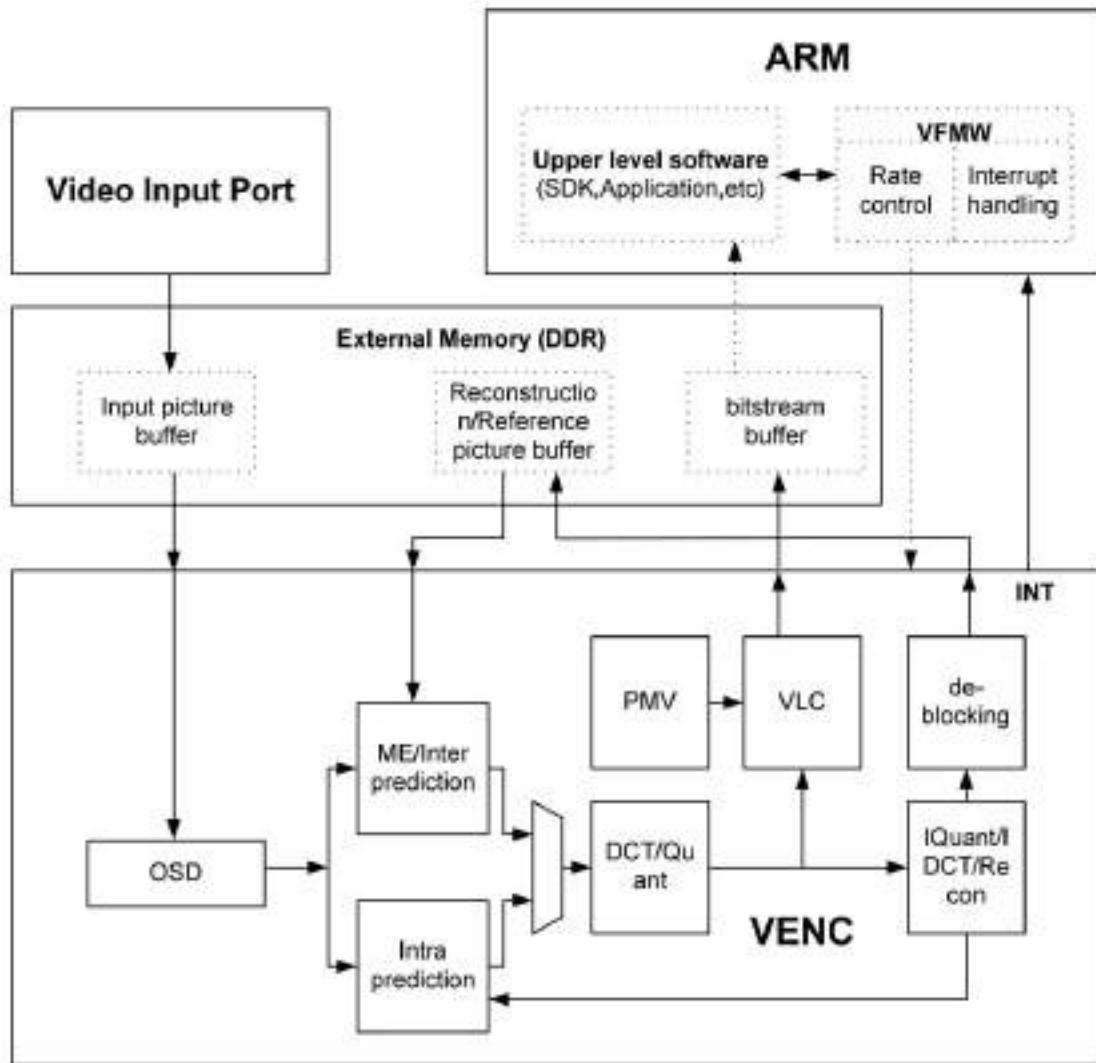 ARM
VFMW
Upper level software
(SDK,Application,etc)
Rate
control
Interrupt
handling
Video Input Port
External Memory (DDR)
Input picture
buffer
Reconstructio
n/Reference
picture buffer
bitstream
buffer
INT
PMV
VLC
de-
blocking
ME/Inter
prediction
OSD
DCT/Qu
ant
IQuant/I
DCT/Re
con
VENC
Intra
prediction